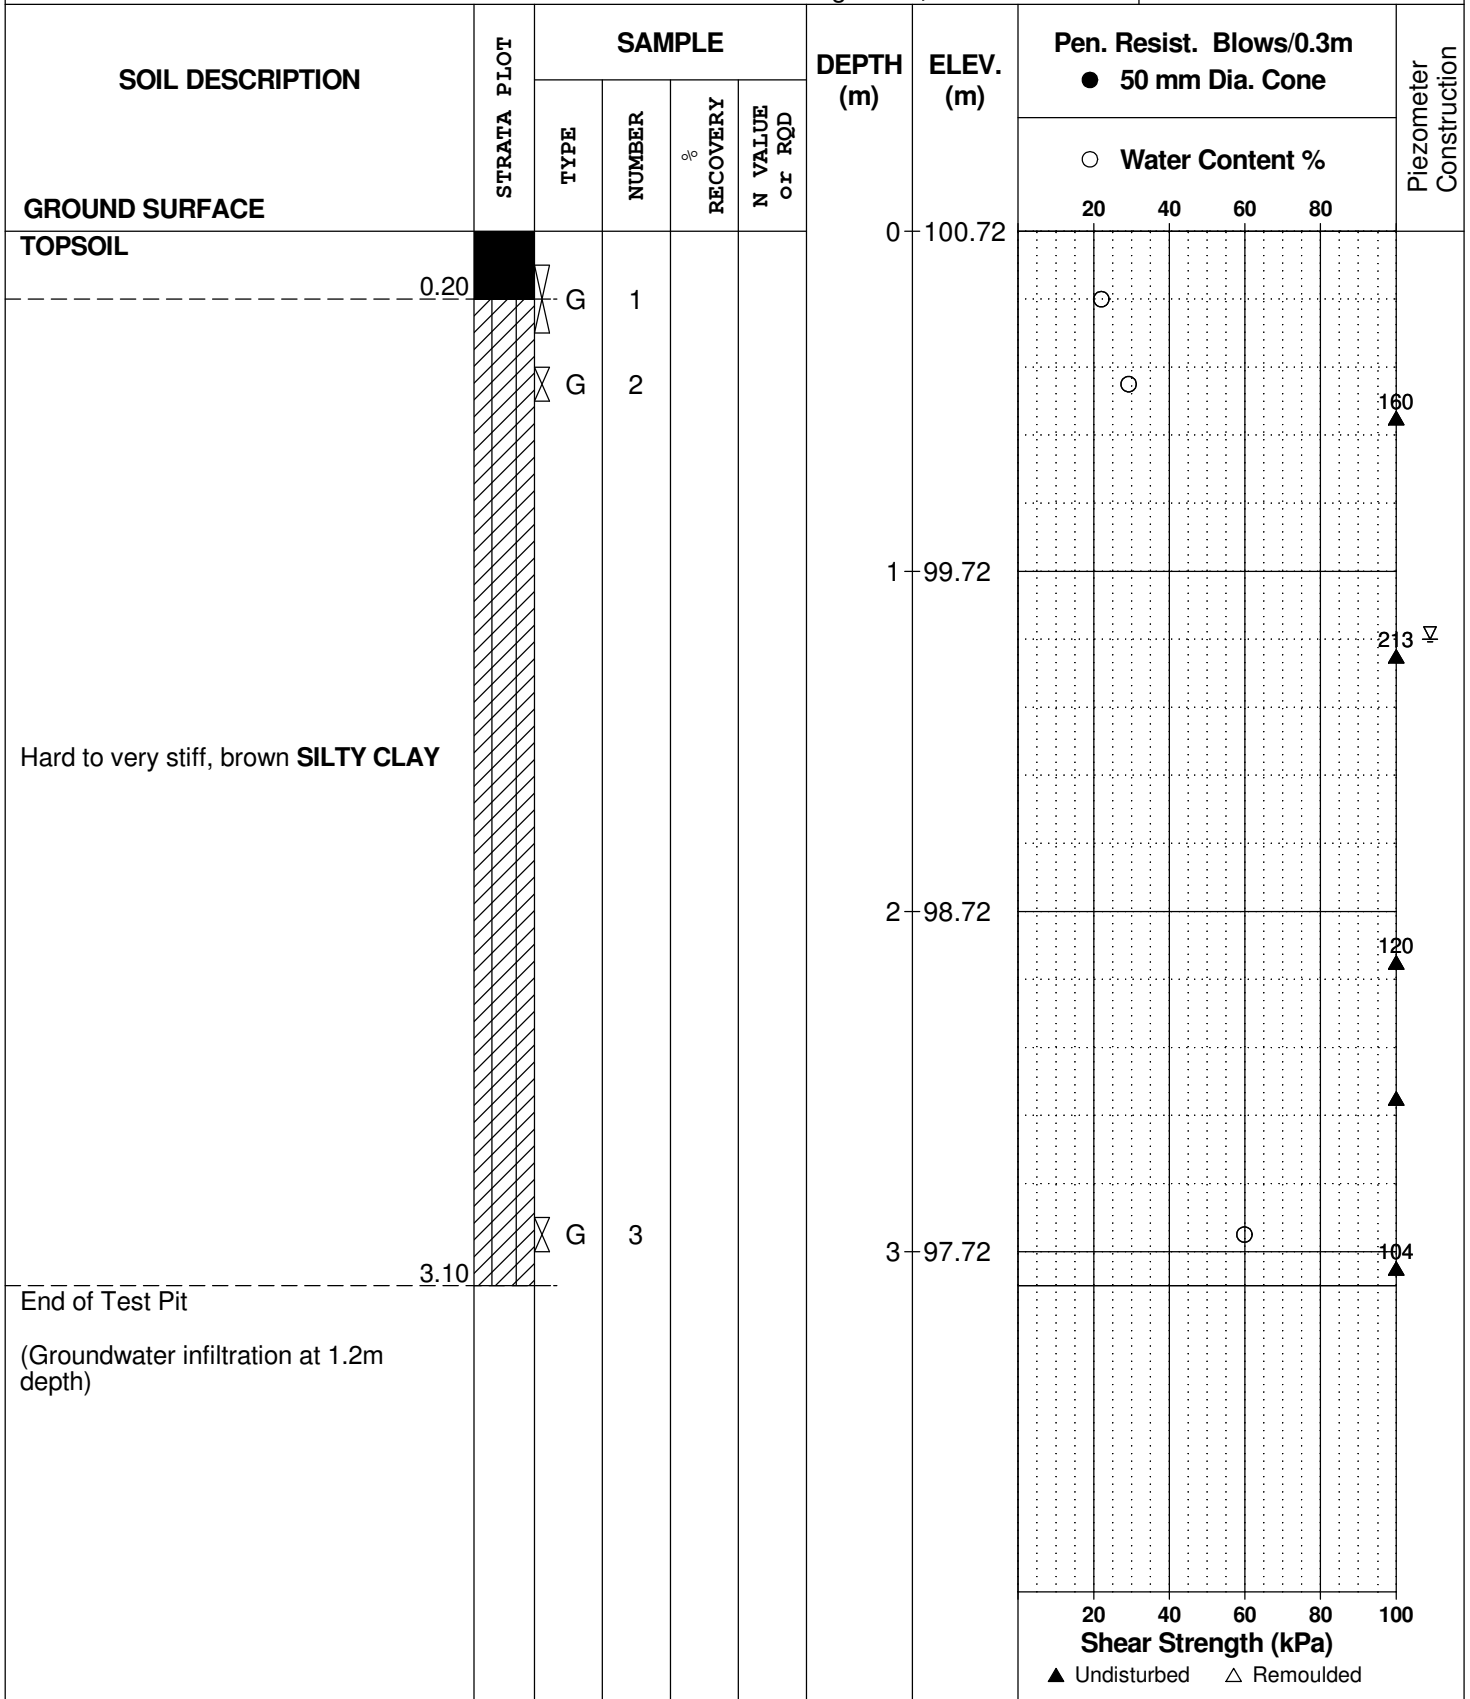 SOIL DESCRIPTION
GROUND SURFACE
STRATA PLOT
SAMPLE
TYPE
NUMBER
% RECOVERY
N VALUE
or RQD
DEPTH
(m)
ELEV.
(m)
Pen. Resist. Blows/0.3m
● 50 mm Dia. Cone
○ Water Content %
20 40 60 80
Piezometer
Construction
TOPSOIL
0-100.72
0.20
G 1
G 2
160
1-99.72
213
Hard to very stiff, brown SILTY CLAY
2-98.72
120
G 3
3-97.72
104
3.10
End of Test Pit
(Groundwater infiltration at 1.2m
depth)
20 40 60 80 100
Shear Strength (kPa)
▲ Undisturbed △ Remoulded